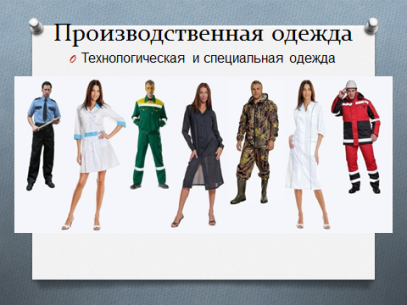 Производственная одежда
Технологическая и специальная одежда